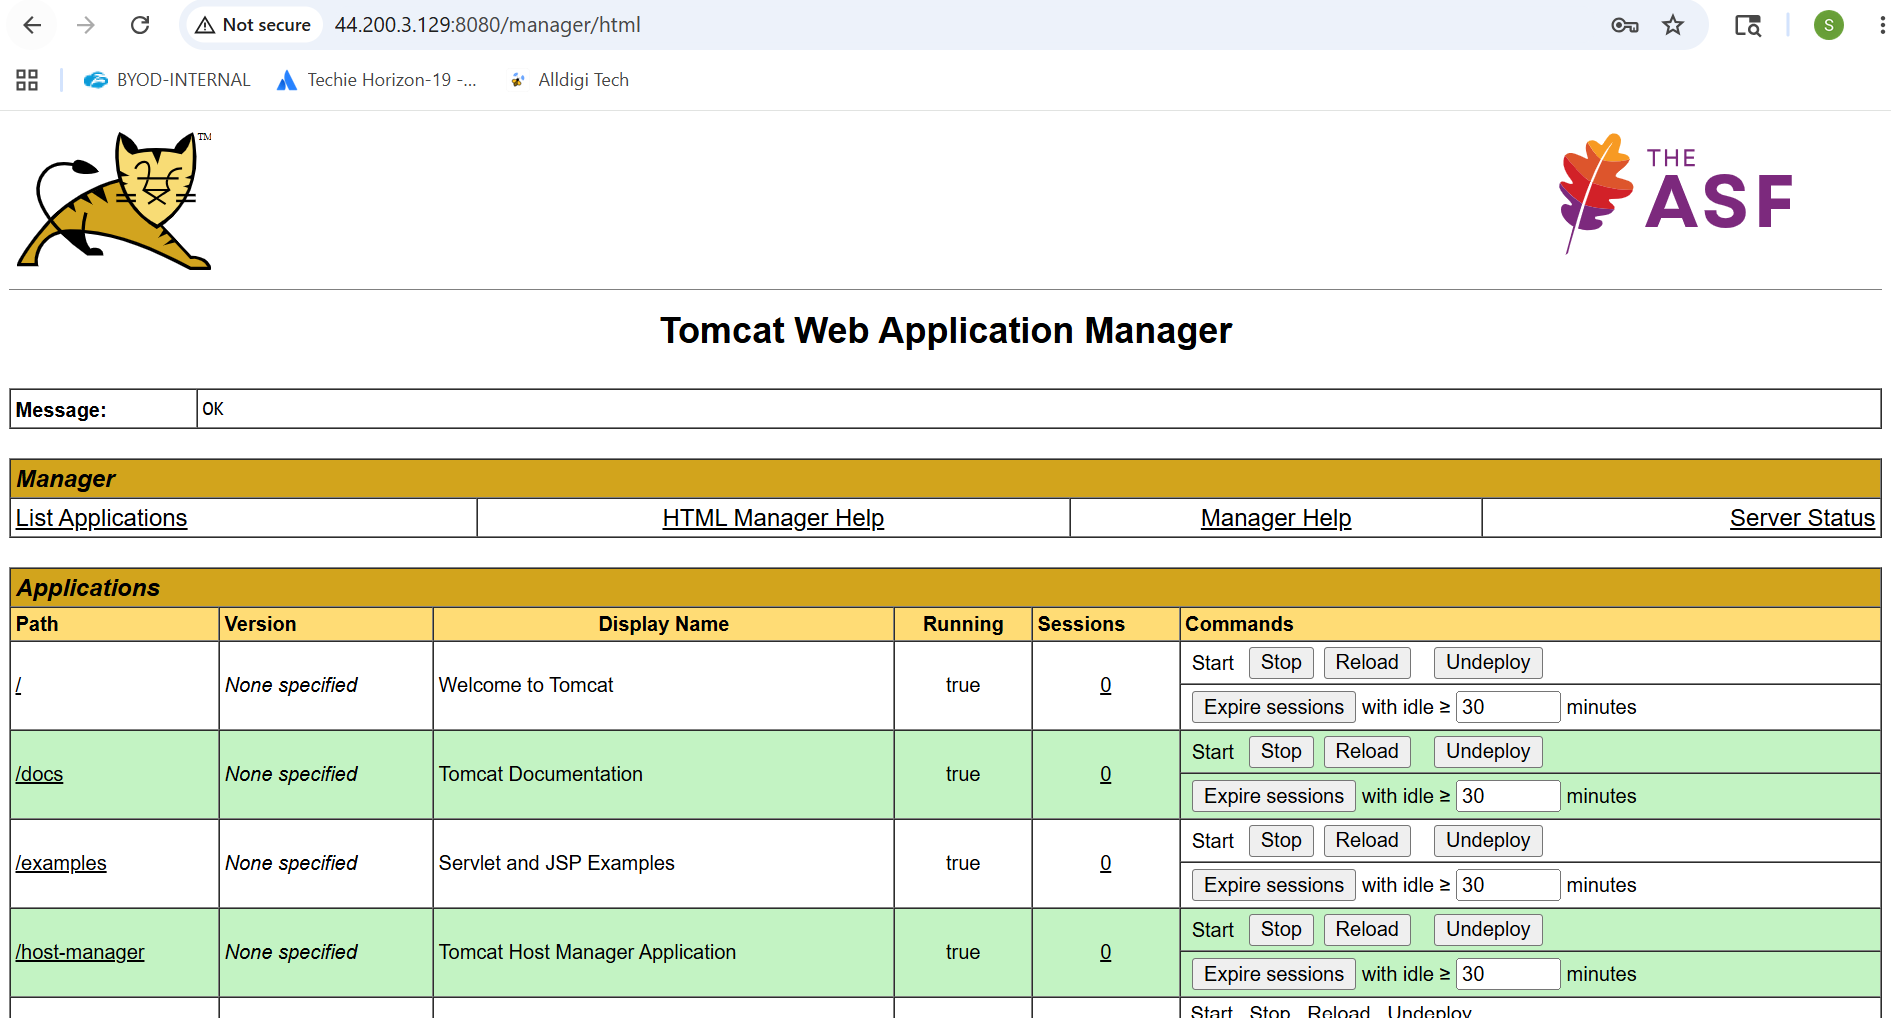 Not secure 44.200.3.129:8080/manager/html S
BYOD-INTERNAL Techie Horizon-19 -... Alldigi Tech
TM
THE
ASF
Tomcat Web Application Manager
Message: OK
Manager
List Applications HTML Manager Help Manager Help Server Status
Applications
Path Version Display Name Running Sessions Commands
/ None specified Welcome to Tomcat true 0 Start Stop Reload Undeploy
Expire sessions with idle ≥ 30 minutes
/docs None specified Tomcat Documentation true 0 Start Stop Reload Undeploy
Expire sessions with idle ≥ 30 minutes
/examples None specified Servlet and JSP Examples true 0 Start Stop Reload Undeploy
Expire sessions with idle ≥ 30 minutes
/host-manager None specified Tomcat Host Manager Application true 0 Start Stop Reload Undeploy
Expire sessions with idle ≥ 30 minutes
Start Stop Reload Undeploy